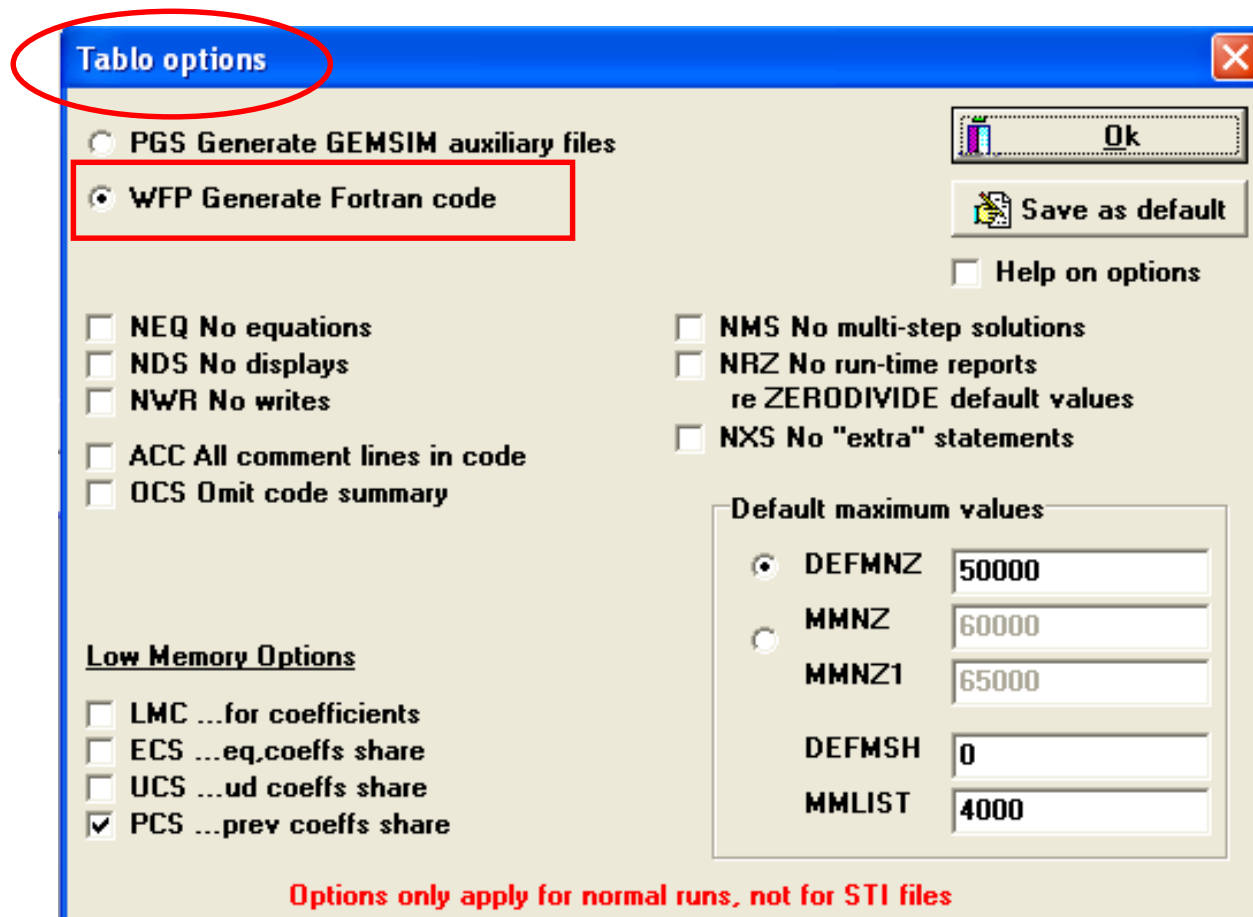 Tablo options
PGS Generate GEMSIM auxiliary files
WFP Generate Fortran code
Ok
Save as default
Help on options
NEQ No equations
NDS No displays
NWR No writes
ACC All comment lines in code
OCS Omit code summary
NMS No multi-step solutions
NRZ No run-time reports
re ZERODIVIDE default values
NXS No "extra" statements
Default maximum values
DEFMNZ 50000
MMNZ 60000
MMNZ1 65000
DEFMSH 0
MMLIST 4000
Low Memory Options
LMC ...for coefficients
ECS ...eq,coeffs share
UCS ...ud coeffs share
PCS ...prev coeffs share
Options only apply for normal runs, not for STI files